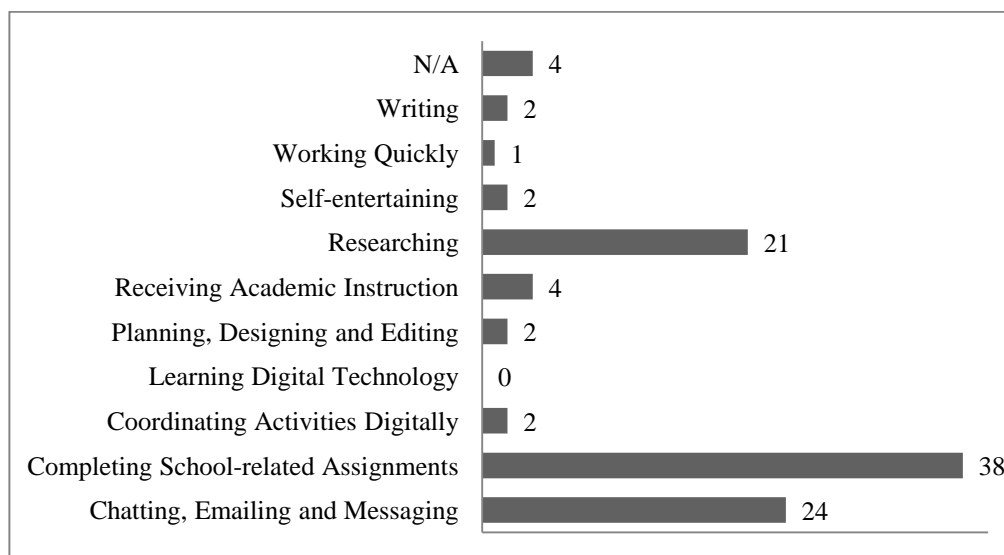 N/A 4
Writing 2
Working Quickly 1
Self-entertaining 2
Researching 21
Receiving Academic Instruction 4
Planning, Designing and Editing 2
Learning Digital Technology 0
Coordinating Activities Digitally 2
Completing School-related Assignments 38
Chatting, Emailing and Messaging 24